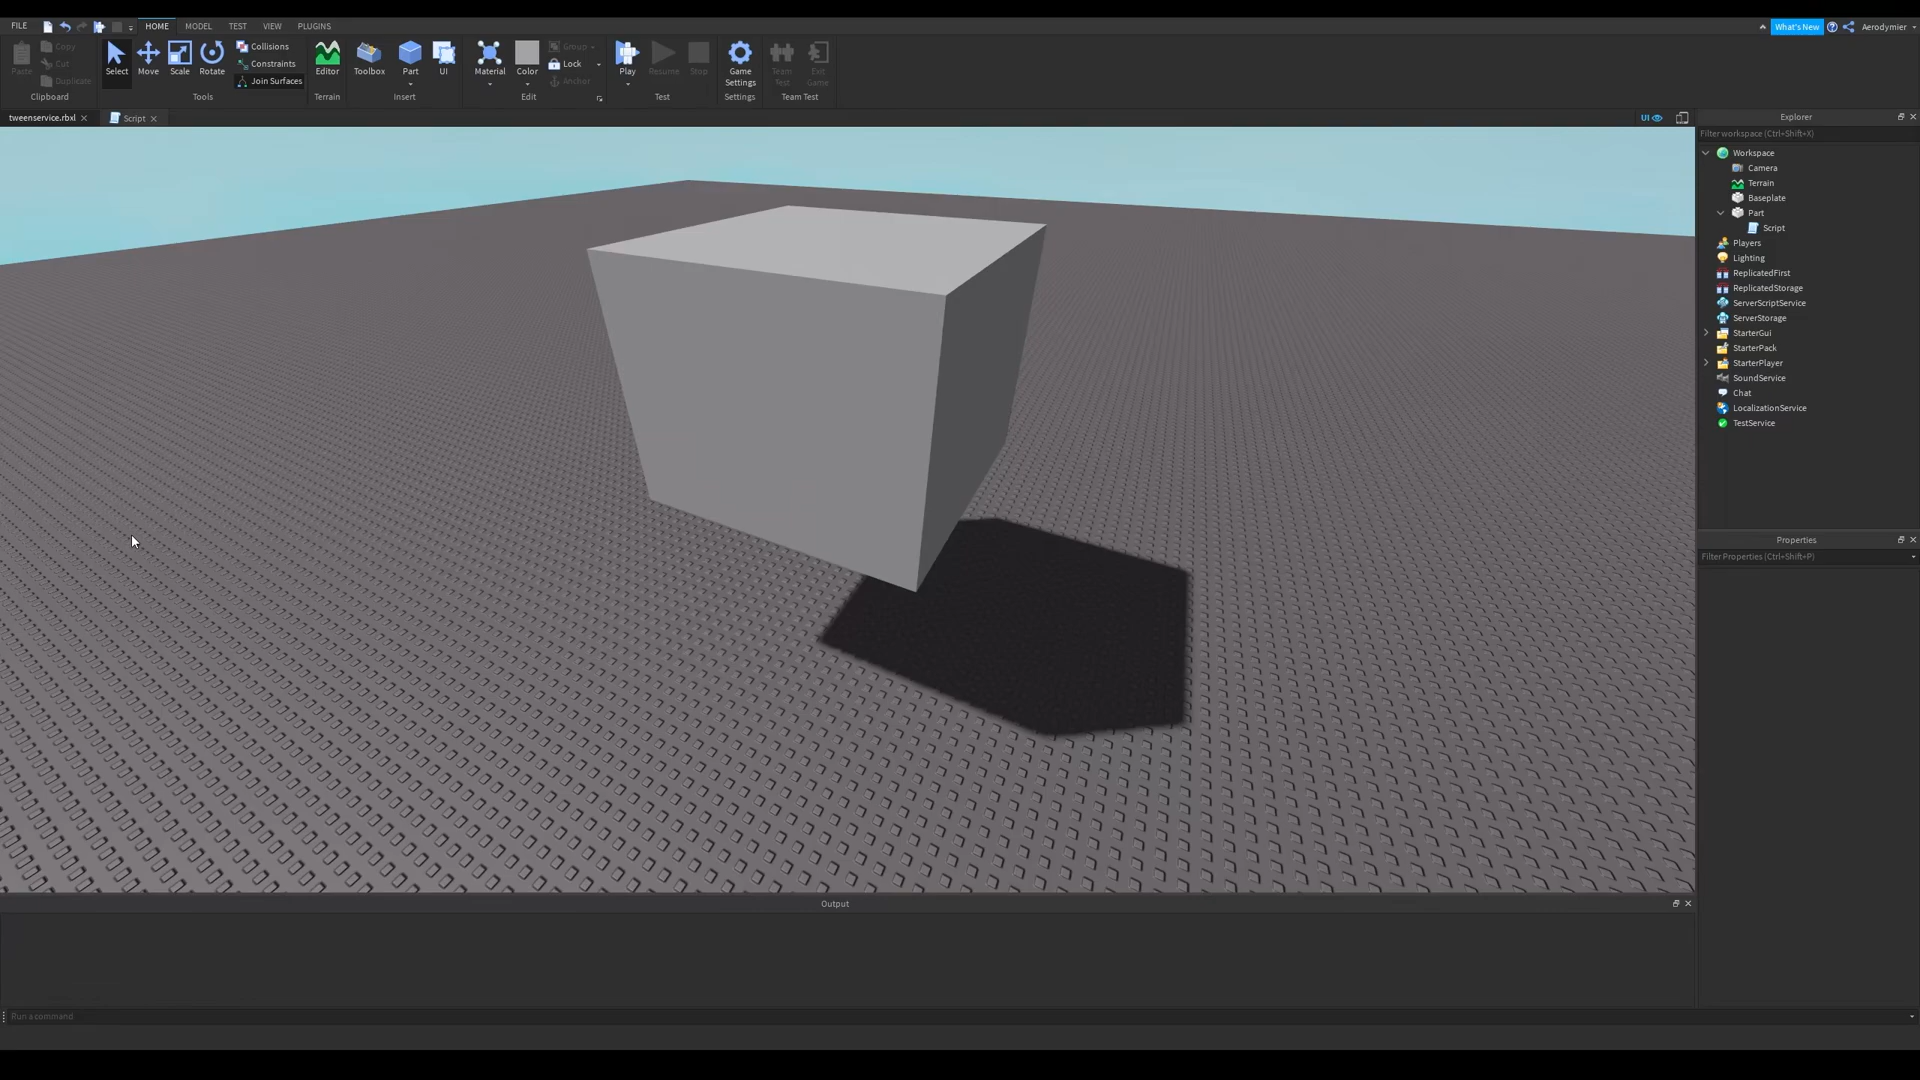 FILE HOME MODEL TEST VIEW PLUGINS What's New Aerodymier
Paste Copy Cut Duplicate Clipboard
Select Move Scale Rotate Collisions Constraints Join Surfaces Tools
Editor Terrain
Toolbox Part UI Insert
Material Color Group Lock Anchor Edit
Play Resume Stop Test
Game Settings Settings
Team Test Exit Game Team Test
tweenservice.rbxl Script UI
Explorer
Filter workspace (Ctrl+Shift+X)
Workspace
Camera
Terrain
Baseplate
Part
Script
Players
Lighting
ReplicatedFirst
ReplicatedStorage
ServerScriptService
ServerStorage
StarterGui
StarterPack
StarterPlayer
SoundService
Chat
LocalizationService
TestService
Properties
Filter Properties (Ctrl+Shift+P)
Output
Run a command